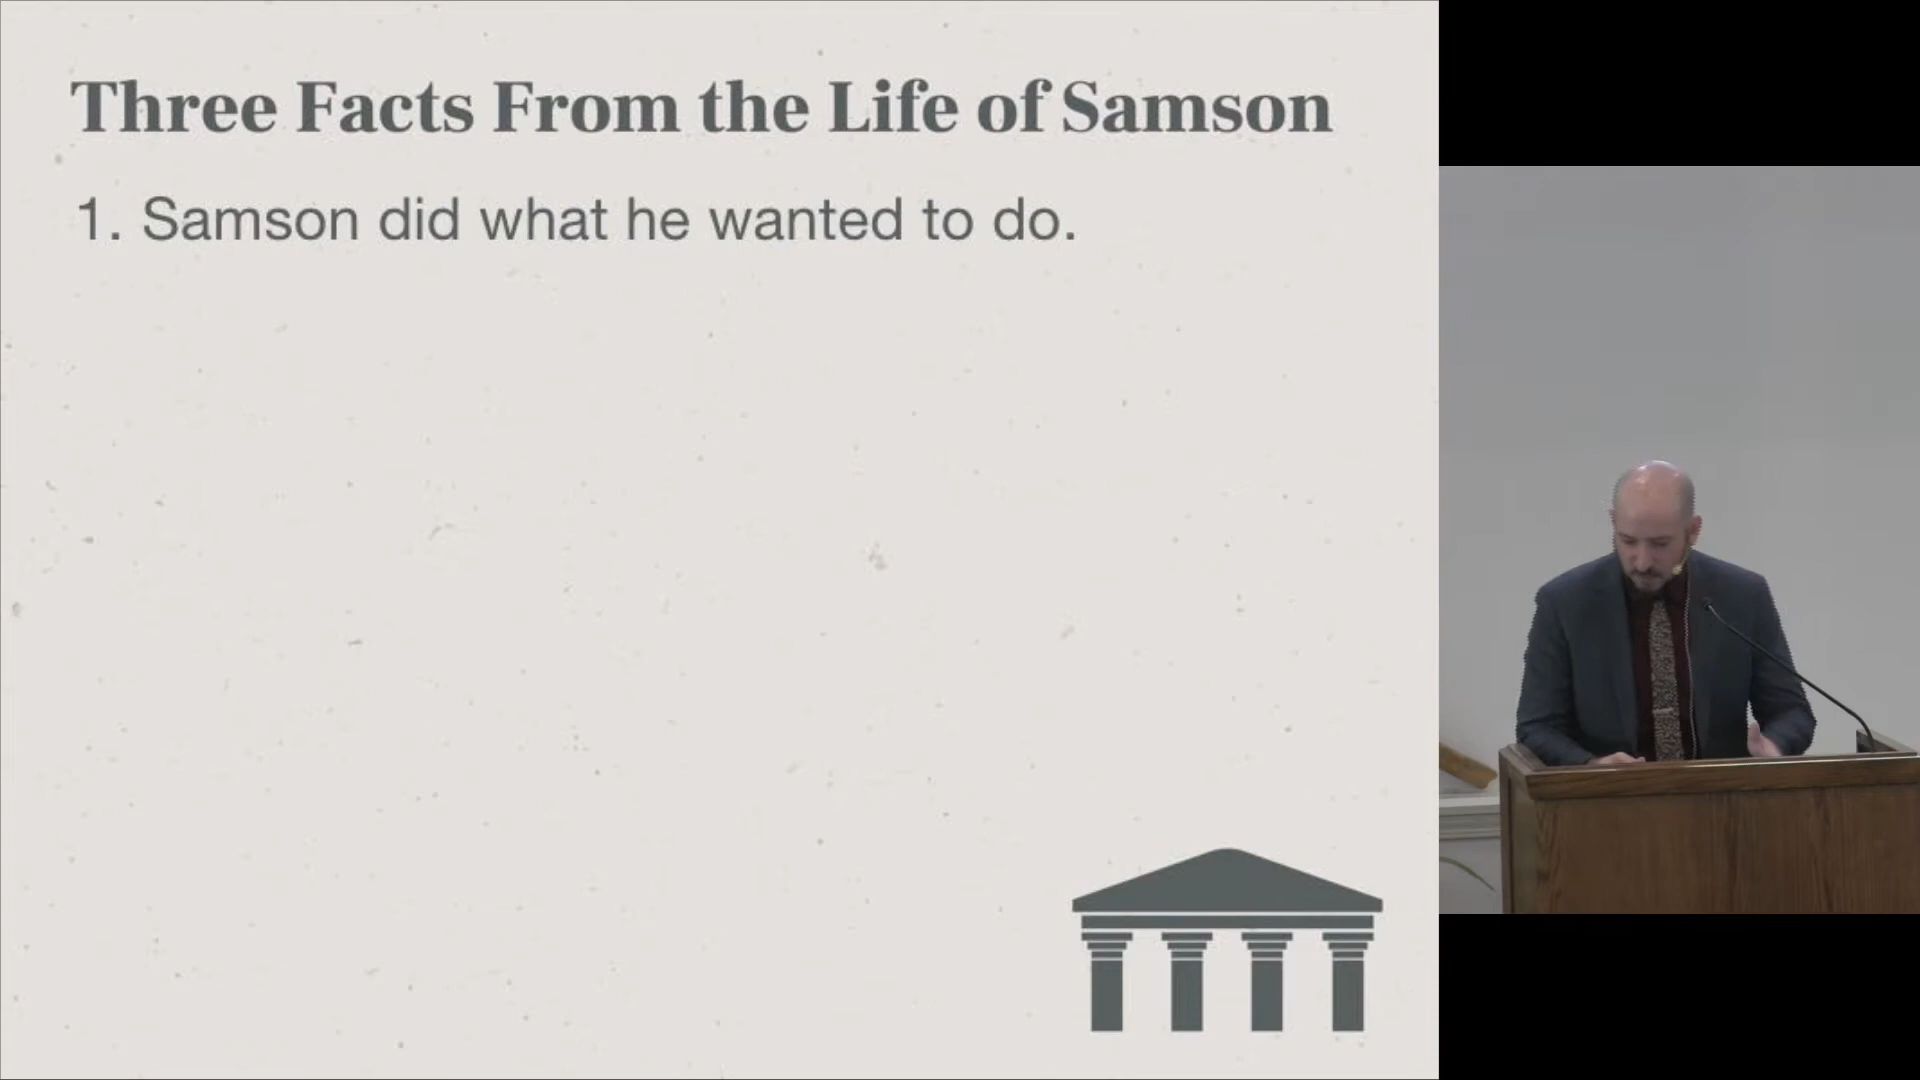 Three Facts From the Life of Samson
1. Samson did what he wanted to do.